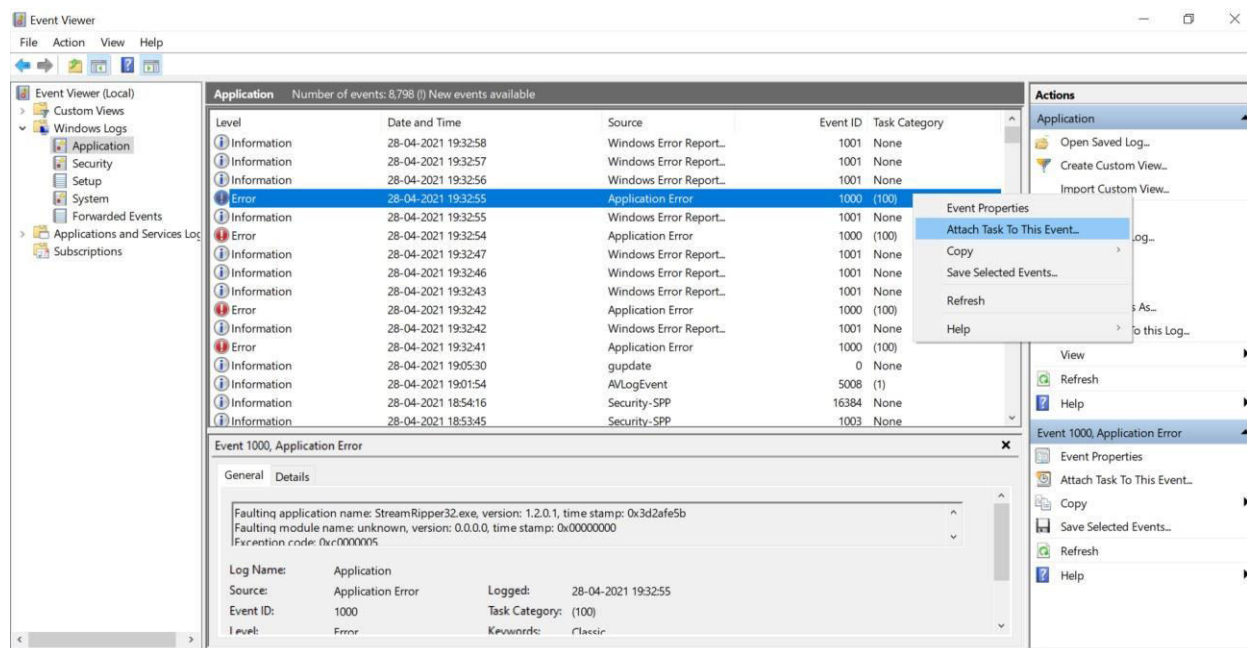 Event Viewer
File Action View Help
Event Viewer (Local)
Custom Views
Windows Logs
Application
Security
Setup
System
Forwarded Events
Applications and Services Log
Subscriptions
Application Number of events: 8,798 (!) New events available
Level Date and Time Source Event ID Task Category
Information 28-04-2021 19:32:58 Windows Error Report... 1001 None
Information 28-04-2021 19:32:57 Windows Error Report... 1001 None
Information 28-04-2021 19:32:56 Windows Error Report... 1001 None
Error 28-04-2021 19:32:55 Application Error 1000 (100)
Information 28-04-2021 19:32:55 Windows Error Report... 1001 None
Error 28-04-2021 19:32:54 Application Error 1000 (100)
Information 28-04-2021 19:32:47 Windows Error Report... 1001 None
Information 28-04-2021 19:32:46 Windows Error Report... 1001 None
Information 28-04-2021 19:32:43 Windows Error Report... 1001 None
Error 28-04-2021 19:32:42 Application Error 1000 (100)
Information 28-04-2021 19:32:42 Windows Error Report... 1001 None
Error 28-04-2021 19:32:41 Application Error 1000 (100)
Information 28-04-2021 19:05:30 gupdate 0 None
Information 28-04-2021 19:01:54 AVLogEvent 5008 (1)
Information 28-04-2021 18:54:16 Security-SPP 16384 None
Information 28-04-2021 18:53:45 Security-SPP 1003 None
Event Properties
Attach Task To This Event...
Copy
Save Selected Events...
Refresh
Help
Event 1000, Application Error
General Details
Faulting application name: StreamRipper32.exe, version: 1.2.0.1, time stamp: 0x3d2afe5b
Faulting module name: unknown, version: 0.0.0.0, time stamp: 0x00000000
Exception code: 0xc0000005
Log Name: Application
Source: Application Error Logged: 28-04-2021 19:32:55
Event ID: 1000 Task Category: (100)
Level: Error Keywords: Classic
Actions
Application
Open Saved Log...
Create Custom View...
Import Custom View...
og...
s As...
o this Log...
View
Refresh
Help
Event 1000, Application Error
Event Properties
Attach Task To This Event...
Copy
Save Selected Events...
Refresh
Help